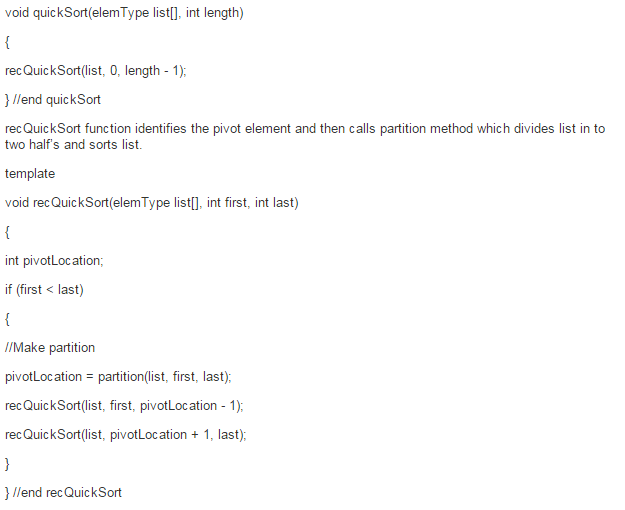 void quickSort(elemType list[], int length)
{
recQuickSort(list, 0, length - 1);
} //end quickSort
recQuickSort function identifies the pivot element and then calls partition method which divides list in to
two half's and sorts list.
template
void recQuickSort(elemType list[], int first, int last)
{
int pivotLocation;
if (first < last)
{
//Make partition
pivotLocation = partition(list, first, last);
recQuickSort(list, first, pivotLocation - 1);
recQuickSort(list, pivotLocation + 1, last);
}
} //end recQuickSort